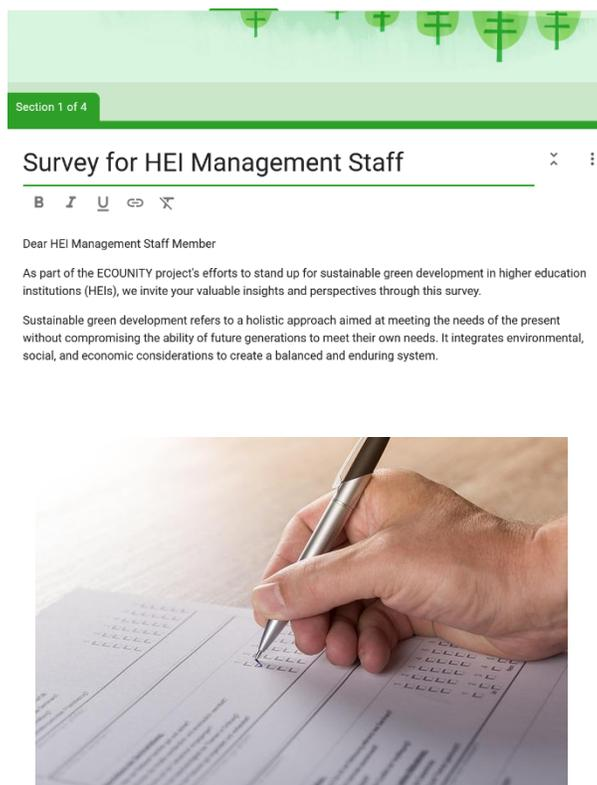 Section 1 of 4
Survey for HEI Management Staff
B I U
Dear HEI Management Staff Member
As part of the ECOUNITY project's efforts to stand up for sustainable green development in higher education
institutions (HEIs), we invite your valuable insights and perspectives through this survey.
Sustainable green development refers to a holistic approach aimed at meeting the needs of the present
without compromising the ability of future generations to meet their own needs. It integrates environmental,
social, and economic considerations to create a balanced and enduring system.